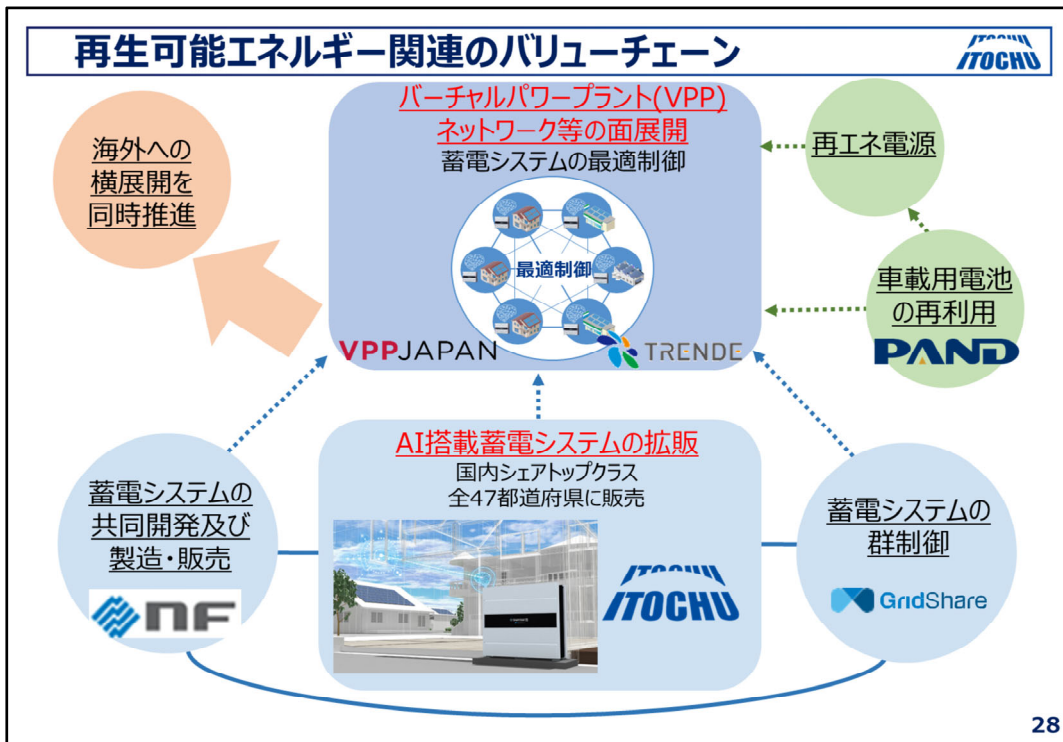 再生可能エネルギー関連のバリューチェーン
ITOCHU
バーチャルパワープラント(VPP)
ネットワーク等の面展開
蓄電システムの最適制御
最適制御
VPPJAPAN
TRENDE
海外への
横展開を
同時推進
再エネ電源
車載用電池
の再利用
PAND
蓄電システムの
共同開発及び
製造・販売
nF
AI搭載蓄電システムの拡販
国内シェアトップクラス
全47都道府県に販売
ITOCHU
蓄電システムの
群制御
GridShare
28